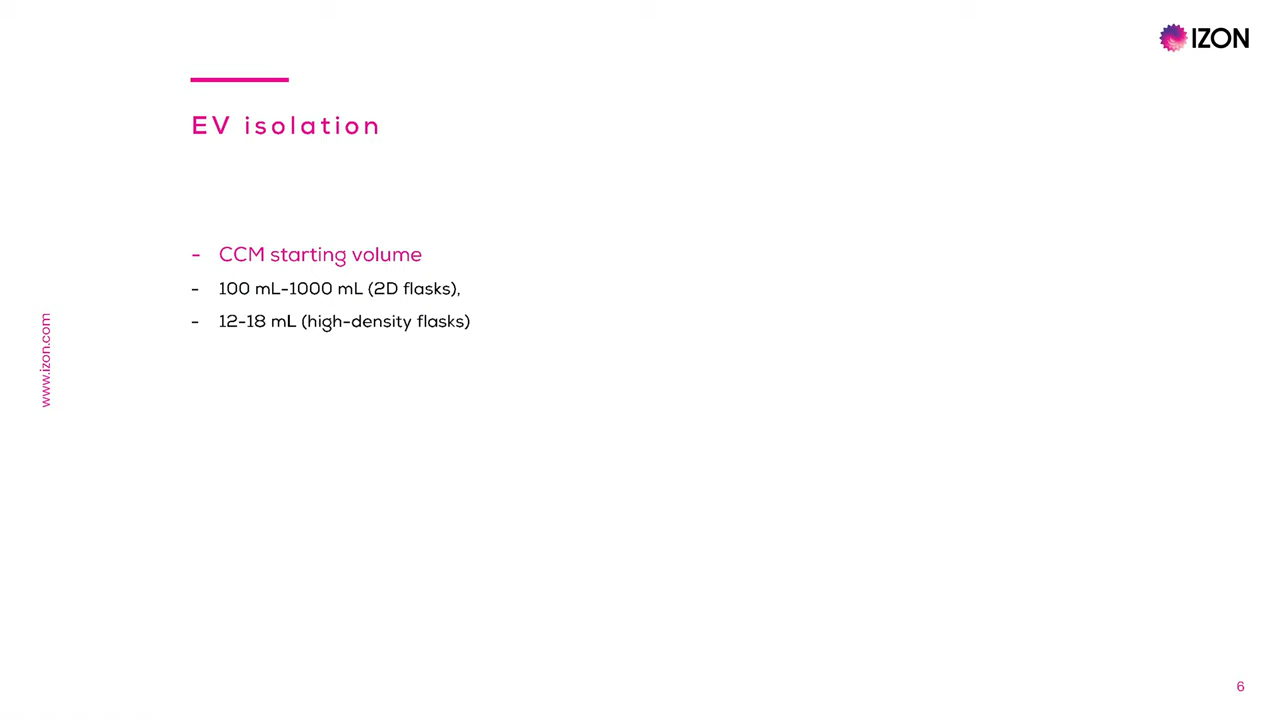 IZON
EV isolation
- CCM starting volume
- 100 mL-1000 mL (2D flasks),
- 12-18 mL (high-density flasks)
www.izon.com
6